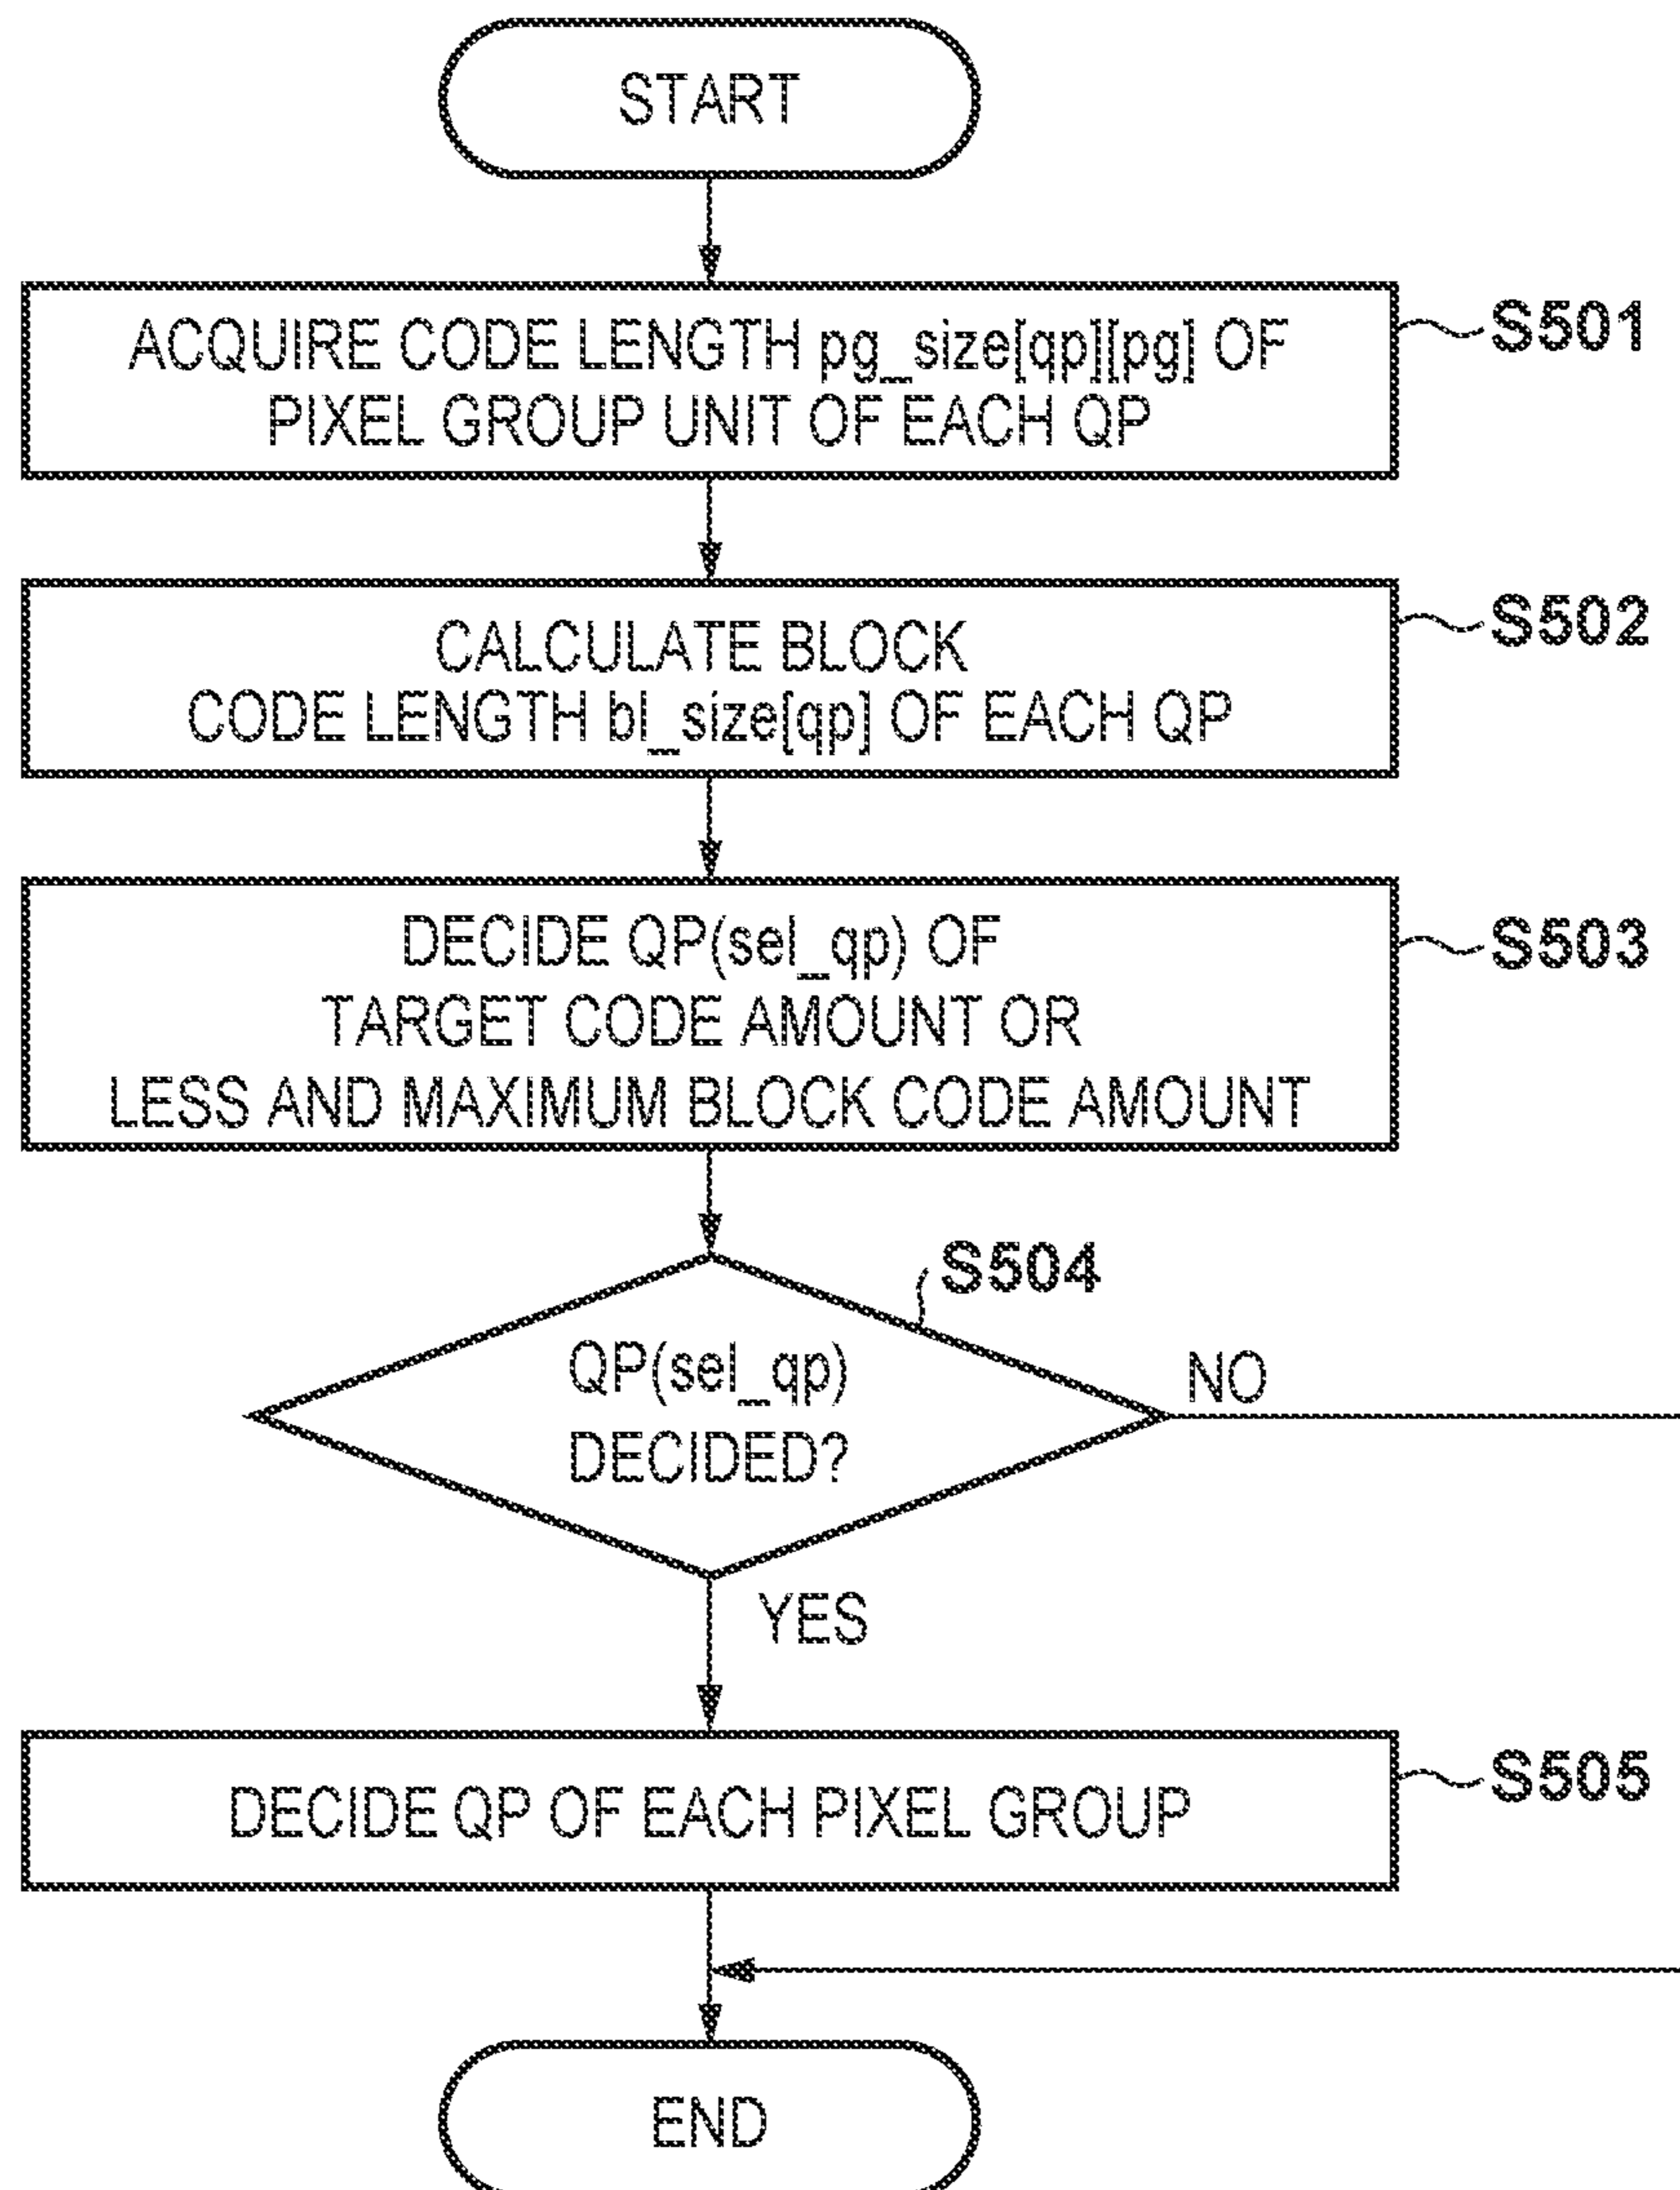 START
ACQUIRE CODE LENGTH pg_size[qp][pg] OF
PIXEL GROUP UNIT OF EACH QP
S501
CALCULATE BLOCK
CODE LENGTH bl_size[qp] OF EACH QP
S502
DECIDE QP(sel_qp) OF
TARGET CODE AMOUNT OR
LESS AND MAXIMUM BLOCK CODE AMOUNT
S503
S504
QP(sel_qp)
DECIDED?
NO
YES
DECIDE QP OF EACH PIXEL GROUP
S505
END